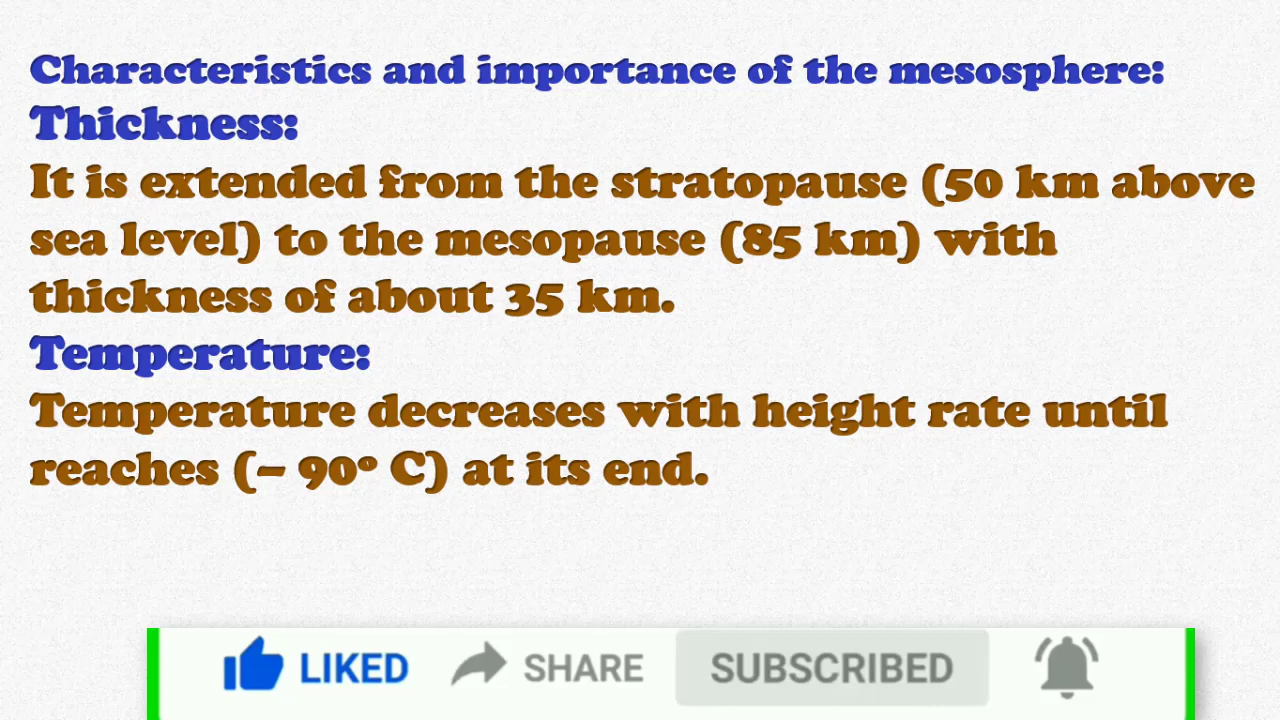 Characteristics and importance of the mesosphere:
Thickness:
It is extended from the stratopause (50 km above
sea level) to the mesopause (85 km) with
thickness of about 35 km.
Temperature:
Temperature decreases with height rate until
reaches (– 90º C) at its end.
LIKED SHARE SUBSCRIBED